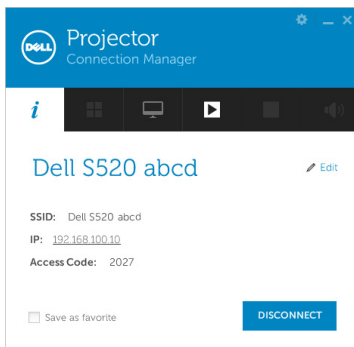 DELL
Projector
Connection Manager
i
Dell S520 abcd
Edit
SSID: Dell S520 abcd
IP: 192.168.100.10
Access Code: 2027
Save as favorite
DISCONNECT